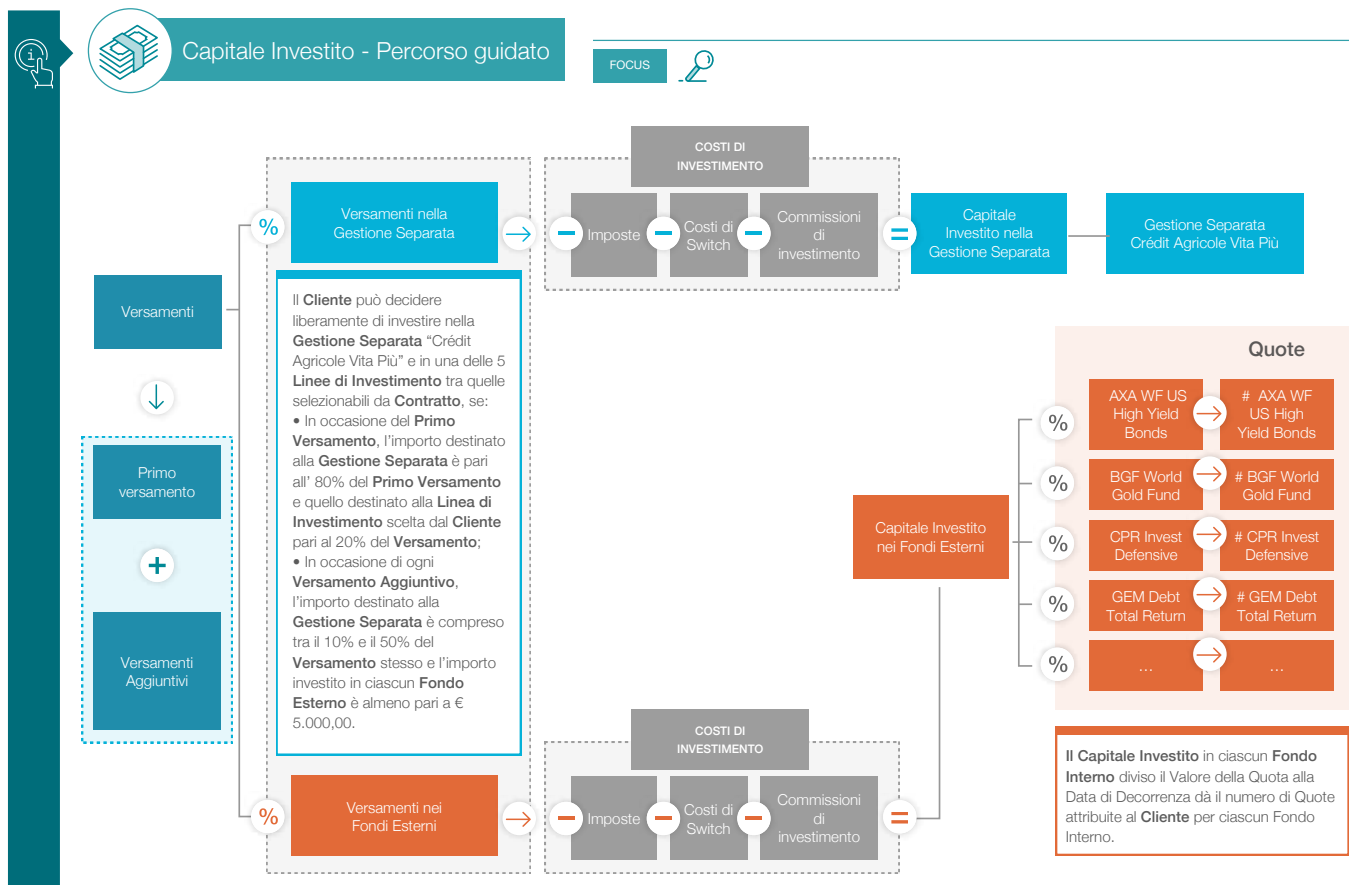 Capitale Investito - Percorso guidato
FOCUS
Versamenti
Primo
versamento
+
Versamenti
Aggiuntivi
%
Versamenti nella
Gestione Separata
COSTI DI
INVESTIMENTO
Imposte
Costi di
Switch
Commissioni
di
investimento
=
Capitale
Investito nella
Gestione Separata
Gestione Separata
Crédit Agricole Vita Più
Il Cliente può decidere
liberamente di investire nella
Gestione Separata “Crédit
Agricole Vita Più” e in una delle 5
Linee di Investimento tra quelle
selezionabili da Contratto, se:
• In occasione del Primo
Versamento, l’importo destinato
alla Gestione Separata è pari
all’ 80% del Primo Versamento
e quello destinato alla Linea di
Investimento scelta dal Cliente
pari al 20% del Versamento;
• In occasione di ogni
Versamento Aggiuntivo,
l’importo destinato alla
Gestione Separata è compreso
tra il 10% e il 50% del
Versamento stesso e l’importo
investito in ciascun Fondo
Esterno è almeno pari a €
5.000,00.
%
Versamenti nei
Fondi Esterni
COSTI DI
INVESTIMENTO
Imposte
Costi di
Switch
Commissioni
di
investimento
=
Capitale Investito
nei Fondi Esterni
Quote
%
AXA WF US
High Yield
Bonds
# AXA WF
US High
Yield Bonds
%
BGF World
Gold Fund
# BGF World
Gold Fund
%
CPR Invest
Defensive
# CPR Invest
Defensive
%
GEM Debt
Total Return
# GEM Debt
Total Return
%
...
...
Il Capitale Investito in ciascun Fondo
Interno diviso il Valore della Quota alla
Data di Decorrenza dà il numero di Quote
attribuite al Cliente per ciascun Fondo
Interno.